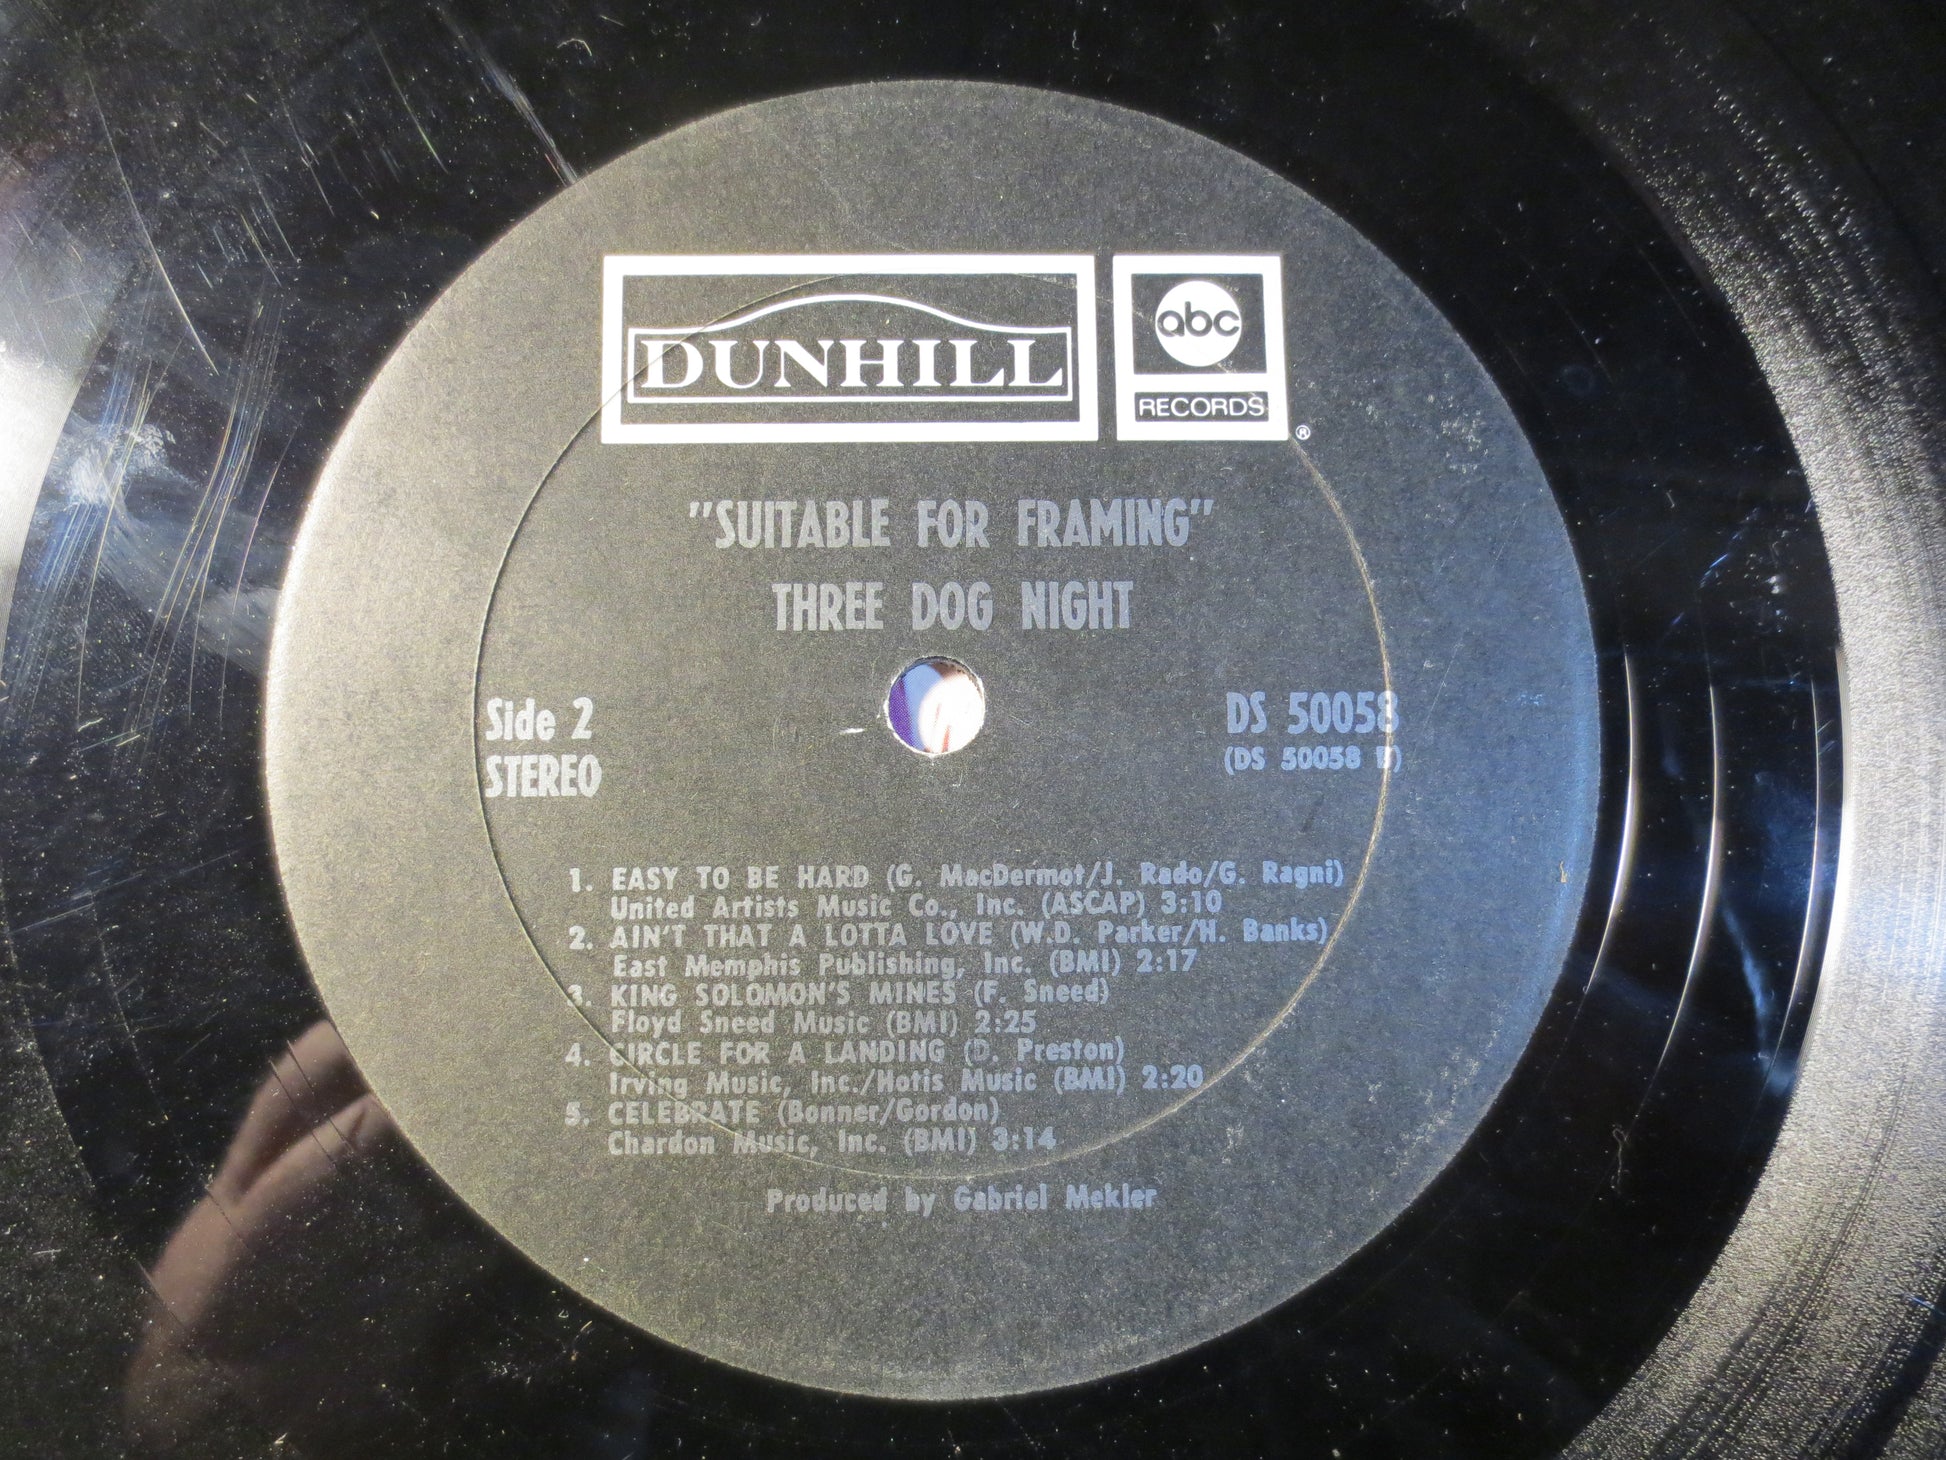 DUNHILL
abc
RECORDS
®
"SUITABLE FOR FRAMING"
THREE DOG NIGHT
Side 2
STEREO
DS 50058
(DS 50058 B)
1. EASY TO BE HARD (G. MacDermot/J. Rado/G. Ragni)
United Artists Music Co., Inc. (ASCAP) 3:10
2. AIN'T THAT A LOTTA LOVE (W.D. Parker/H. Banks)
East Memphis Publishing, Inc. (BMI) 2:17
3. KING SOLOMON'S MINES (F. Sneed)
Floyd Sneed Music (BMI) 2:25
4. CIRCLE FOR A LANDING (D. Preston)
Irving Music, Inc./Hotis Music (BMI) 2:20
5. CELEBRATE (Bonner/Gordon)
Chardon Music, Inc. (BMI) 3:14
Produced by Gabriel Mekler